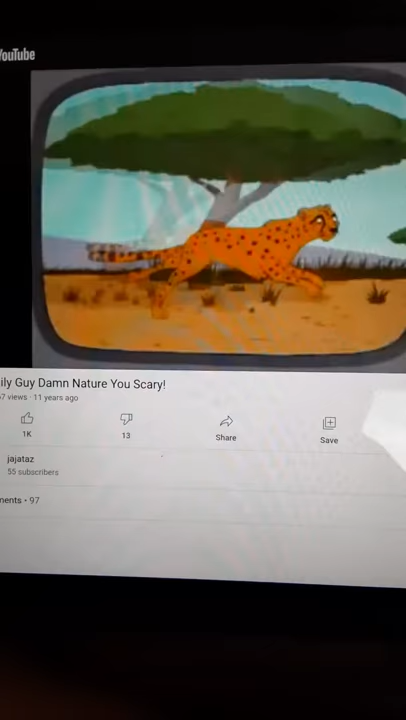 YouTube
ily Guy Damn Nature You Scary!
7 views · 11 years ago
1K
13
Share
Save
jajataz
55 subscribers
nents • 97